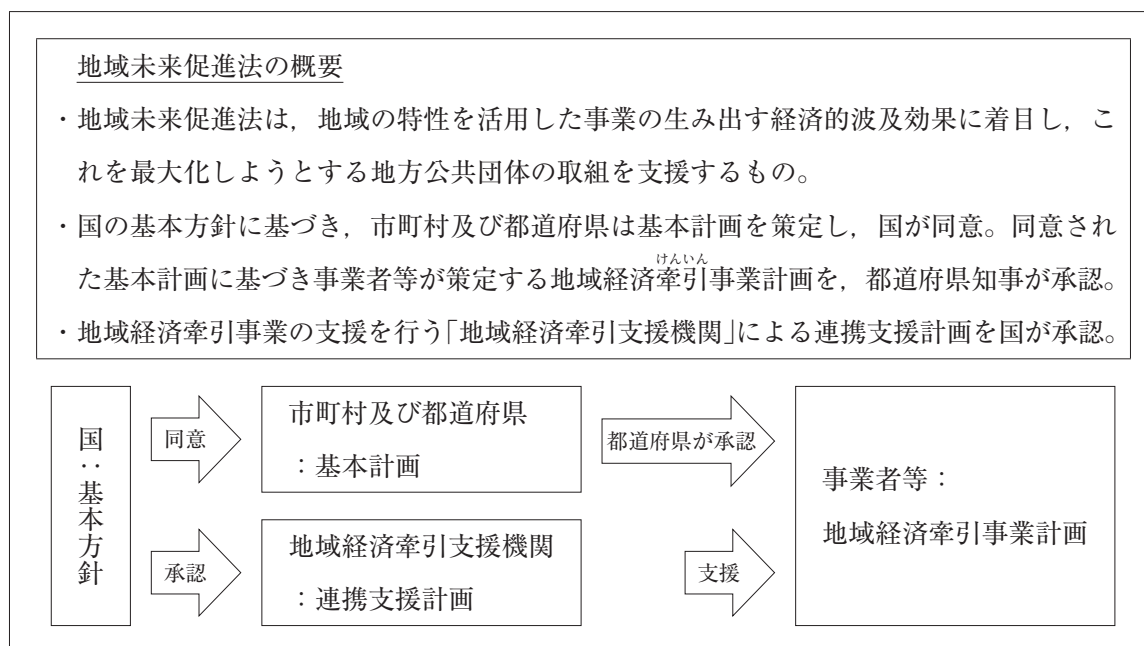 地域未来促進法の概要
・地域未来促進法は，地域の特性を活用した事業の生み出す経済的波及効果に着目し，こ
れを最大化しようとする地方公共団体の取組を支援するもの。
・国の基本方針に基づき，市町村及び都道府県は基本計画を策定し，国が同意。同意され
けんいん
た基本計画に基づき事業者等が策定する地域経済牽引事業計画を，都道府県知事が承認。
・地域経済牽引事業の支援を行う「地域経済牽引支援機関」による連携支援計画を国が承認。
国：基本方針
同意
市町村及び都道府県
：基本計画
都道府県が承認
承認
地域経済牽引支援機関
：連携支援計画
支援
事業者等：
地域経済牽引事業計画